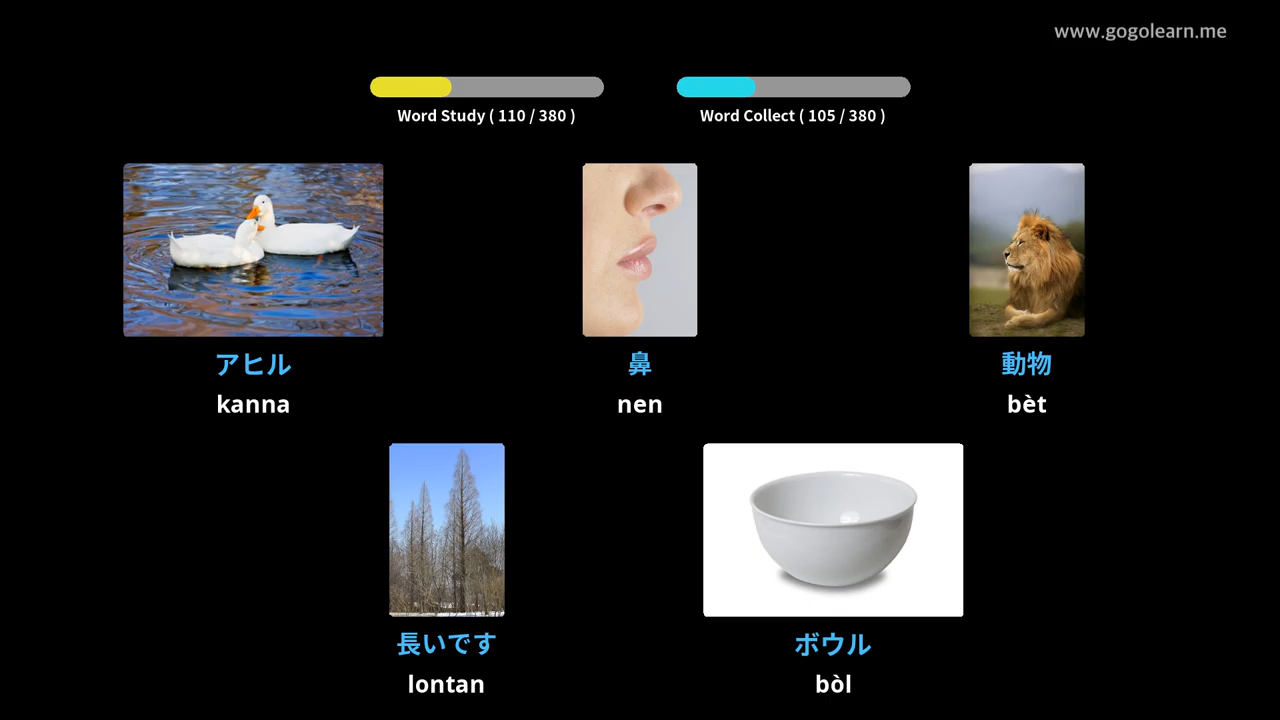 www.gogolearn.me
Word Study ( 110 / 380 )
Word Collect ( 105 / 380 )
アヒル
kanna
鼻
nen
動物
bèt
長いです
lontan
ボウル
bòl